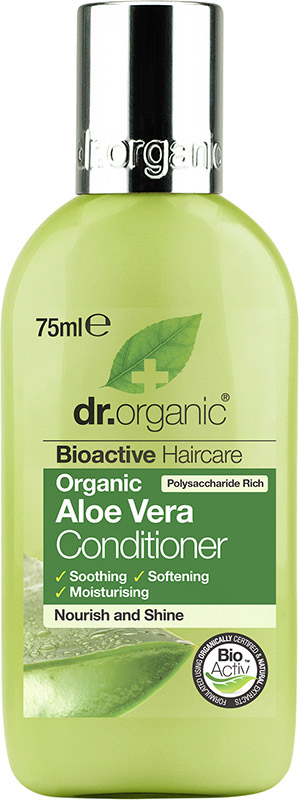 dr.organic
75ml℮
dr.organic®
Bioactive Haircare
Organic
Polysaccharide Rich
Aloe Vera
Conditioner
✓ Soothing ✓ Softening
✓ Moisturising
Nourish and Shine
FORMULATED USING ORGANICALLY CERTIFIED & NATURAL EXTRACTS
Bio
Activ™